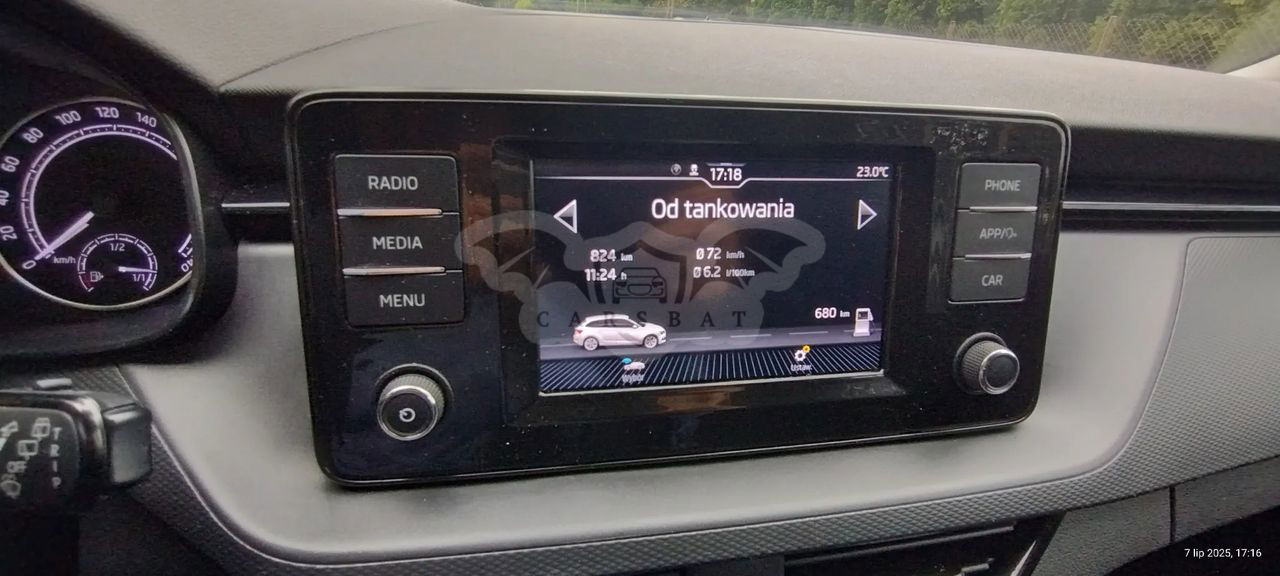 0 20 40 60 80 100 120 140
km/h
1/2
1/1
RADIO
MEDIA
MENU
17:18
23.0℃
Od tankowania
824 km
Ø 72 km/h
11:24 h
Ø 6.2 l/100km
CARSBAT
680 km
Ustaw.
PHONE
APP/
CAR
OFF
TRIP
7 lip 2025, 17:16